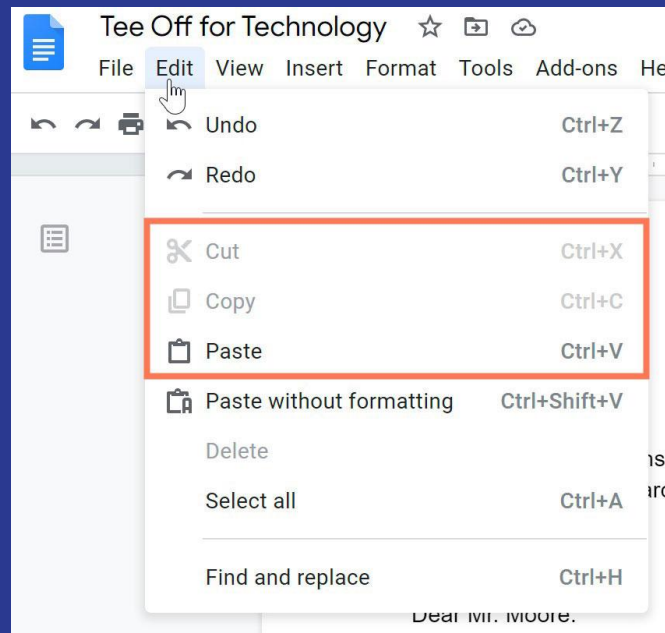 Tee Off for Technology
File Edit View Insert Format Tools Add-ons
Undo Ctrl+Z
Redo Ctrl+Y
Cut Ctrl+X
Copy Ctrl+C
Paste Ctrl+V
Paste without formatting Ctrl+Shift+V
Delete
Select all Ctrl+A
Find and replace Ctrl+H
Dear Mr. Moore: